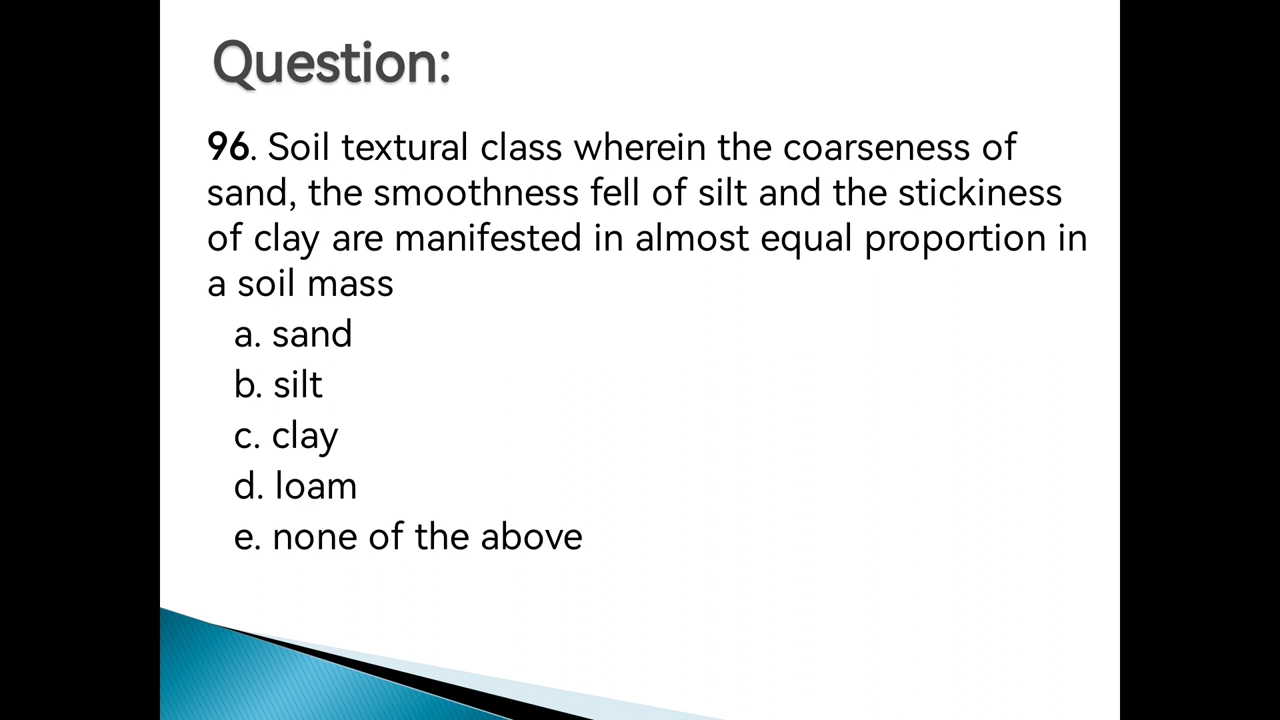 Question:
96. Soil textural class wherein the coarseness of
sand, the smoothness fell of silt and the stickiness
of clay are manifested in almost equal proportion in
a soil mass
a. sand
b. silt
c. clay
d. loam
e. none of the above